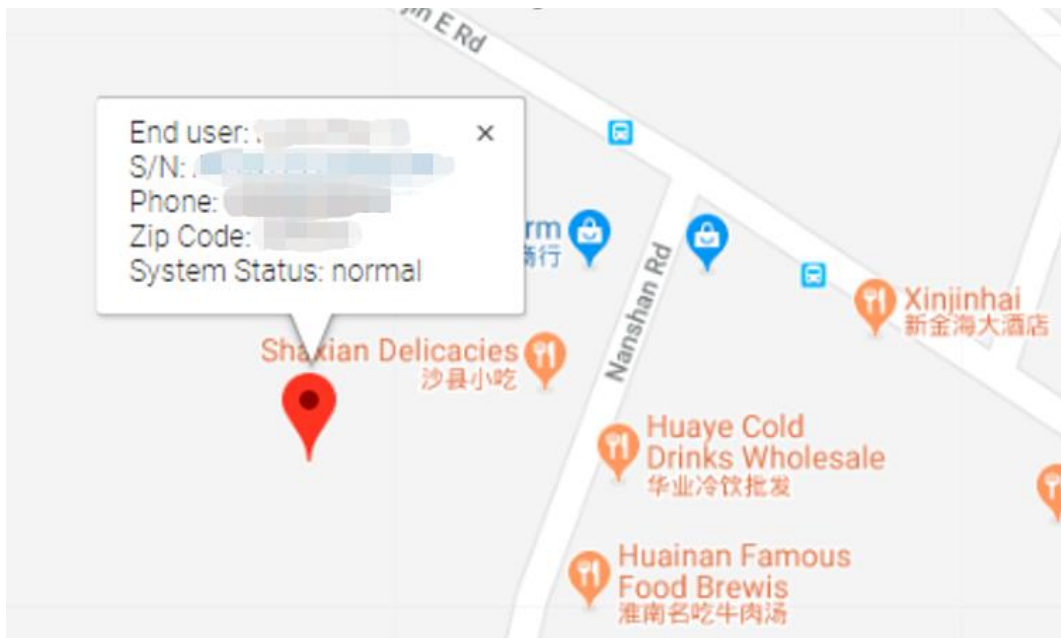 jin E Rd
End user:
S/N:
Phone:
Zip Code:
System Status: normal
×
rm
商行
Nanshan Rd
Xinjinhai
新金海大酒店
Shaxian Delicacies
沙县小吃
Huaye Cold
Drinks Wholesale
华业冷饮批发
Huainan Famous
Food Brewis
淮南名吃牛肉汤